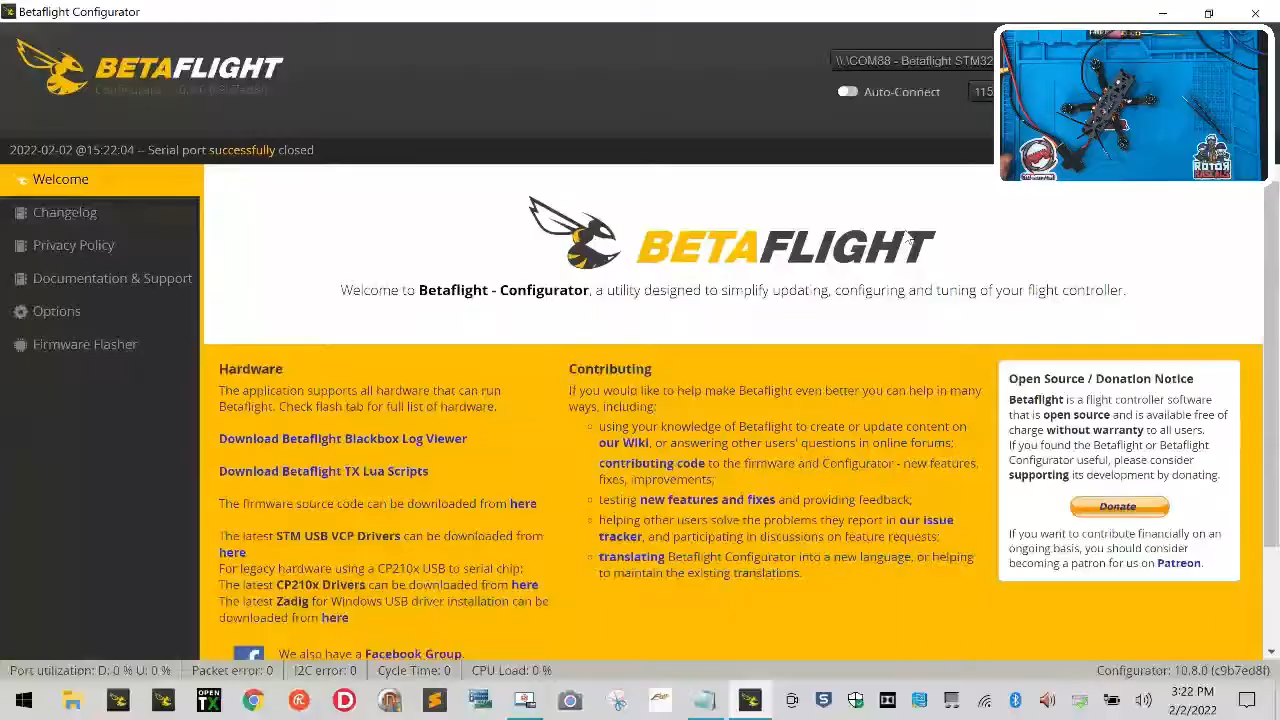 Betaflight Configurator
BETAFLIGHT
\\.\COM88 - Betaflight STM32
Auto-Connect
115
2022-02-02 @15:22:04 -- Serial port successfully closed
Welcome
Changelog
Privacy Policy
Documentation & Support
Options
Firmware Flasher
ROTOR
RASCALS
BETAFLIGHT
Welcome to Betaflight - Configurator, a utility designed to simplify updating, configuring and tuning of your flight controller.
Hardware
The application supports all hardware that can run
Betaflight. Check flash tab for full list of hardware.
Download Betaflight Blackbox Log Viewer
Download Betaflight TX Lua Scripts
The firmware source code can be downloaded from here
The latest STM USB VCP Drivers can be downloaded from
here
For legacy hardware using a CP210x USB to serial chip:
The latest CP210x Drivers can be downloaded from here
The latest Zadig for Windows USB driver installation can be
downloaded from here
We also have a Facebook Group.
Contributing
If you would like to help make Betaflight even better you can help in many
ways, including:
using your knowledge of Betaflight to create or update content on
our Wiki, or answering other users' questions in online forums;
contributing code to the firmware and Configurator - new features,
fixes, improvements;
testing new features and fixes and providing feedback;
helping other users solve the problems they report in our issue
tracker, and participating in discussions on feature requests;
translating Betaflight Configurator into a new language, or helping
to maintain the existing translations.
Open Source / Donation Notice
Betaflight is a flight controller software
that is open source and is available free of
charge without warranty to all users.
If you found the Betaflight or Betaflight
Configurator useful, please consider
supporting its development by donating.
Donate
If you want to contribute financially on an
ongoing basis, you should consider
becoming a patron for us on Patreon.
Port utilization: D: 0 % U: 0 %
Packet error: 0
I2C error: 0
Cycle Time: 0
CPU Load: 0 %
Configurator: 10.8.0 (c9b7ed8f)
OPEN
TX
3:22 PM
2/2/2022